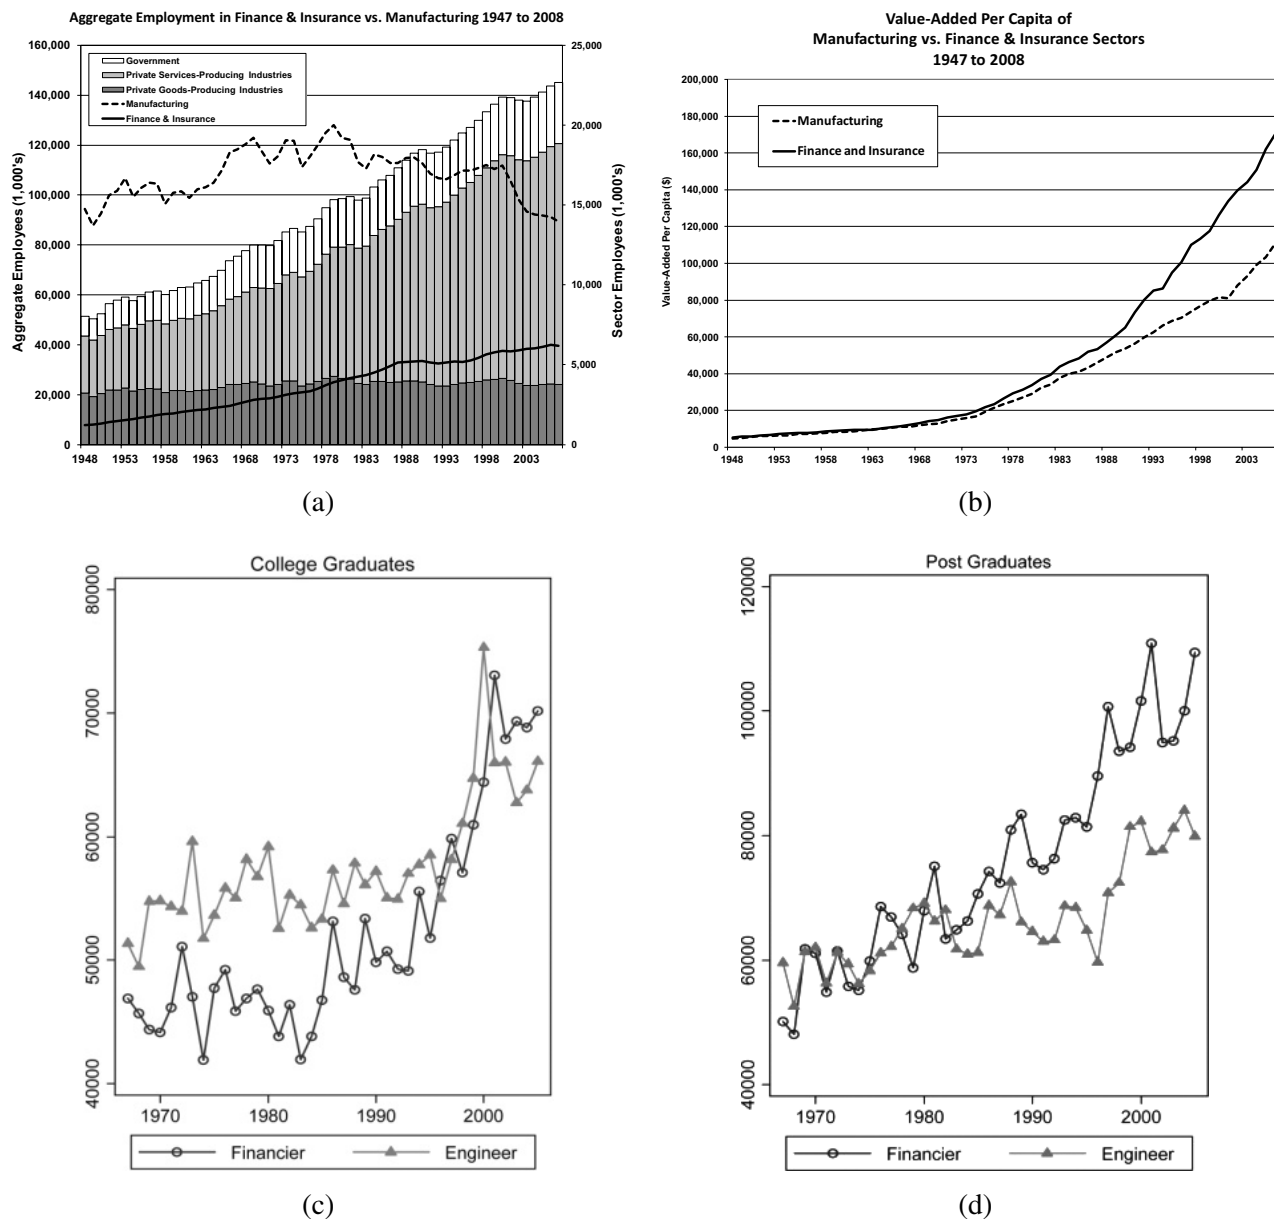 Aggregate Employment in Finance & Insurance vs. Manufacturing 1947 to 2008
160,000
140,000
120,000
100,000
80,000
60,000
40,000
20,000
0
Aggregate Employees (1,000's)
Government
Private Services-Producing Industries
Private Goods-Producing Industries
Manufacturing
Finance & Insurance
25,000
20,000
15,000
10,000
5,000
0
Sector Employees (1,000's)
1948 1953 1958 1963 1968 1973 1978 1983 1988 1993 1998 2003
(a)
Value-Added Per Capita of
Manufacturing vs. Finance & Insurance Sectors
1947 to 2008
200,000
180,000
160,000
140,000
120,000
100,000
80,000
60,000
40,000
20,000
0
Value-Added Per Capita ($)
Manufacturing
Finance and Insurance
1948 1953 1958 1963 1968 1973 1978 1983 1988 1993 1998 2003
(b)
College Graduates
80000
70000
60000
50000
40000
1970 1980 1990 2000
Financier Engineer
(c)
Post Graduates
120000
100000
80000
60000
40000
1970 1980 1990 2000
Financier Engineer
(d)